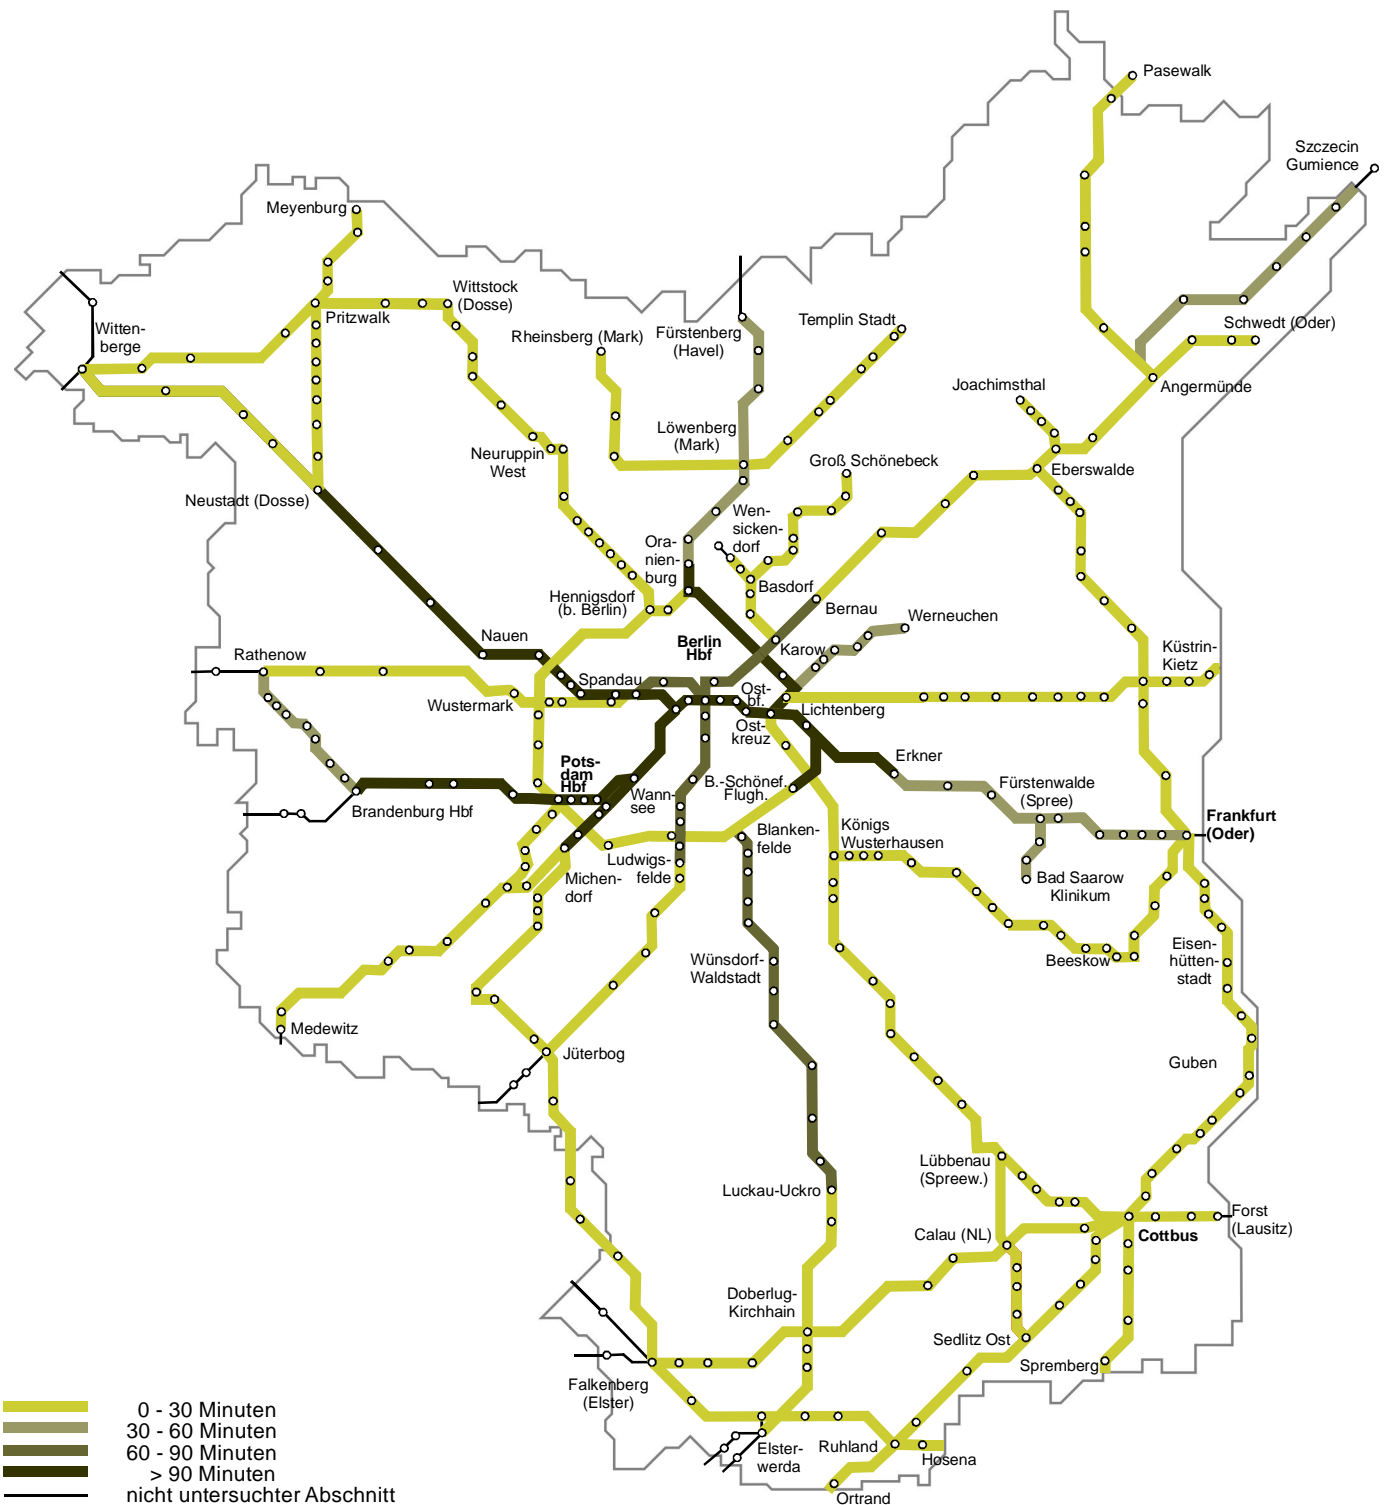 Pasewalk
Szczecin
Gumience
Meyenburg
Wittstock
(Dosse)
Pritzwalk
Witten-
berge
Rheinsberg (Mark)
Fürstenberg
(Havel)
Templin Stadt
Schwedt (Oder)
Angermünde
Joachimsthal
Löwenberg
(Mark)
Neuruppin
West
Groß Schönebeck
Eberswalde
Neustadt (Dosse)
Wen-
sicken-
dorf
Ora-
nien-
burg
Basdorf
Hennigsdorf
(b. Berlin)
Bernau
Werneuchen
Nauen
Berlin
Hbf
Karow
Küstrin-
Kietz
Rathenow
Spandau
Ost-
bf.
Wustermark
Lichtenberg
Ost-
kreuz
Erkner
Pots-
dam
Hbf
Wann-
see
B.-Schönef.
Flugh.
Fürstenwalde
(Spree)
Brandenburg Hbf
Frankfurt
(Oder)
Blanken-
felde
Königs
Wusterhausen
Ludwigs-
felde
Michen-
dorf
Bad Saarow
Klinikum
Wünsdorf-
Waldstadt
Beeskow
Eisen-
hütten-
stadt
Medewitz
Jüterbog
Guben
Lübbenau
(Spreew.)
Luckau-Uckro
Forst
(Lausitz)
Calau (NL)
Cottbus
Doberlug-
Kirchhain
Sedlitz Ost
Spremberg
Falkenberg
(Elster)
Elster-
werda
Ruhland
Hosena
Ortrand
0 - 30 Minuten
30 - 60 Minuten
60 - 90 Minuten
> 90 Minuten
nicht untersuchter Abschnitt